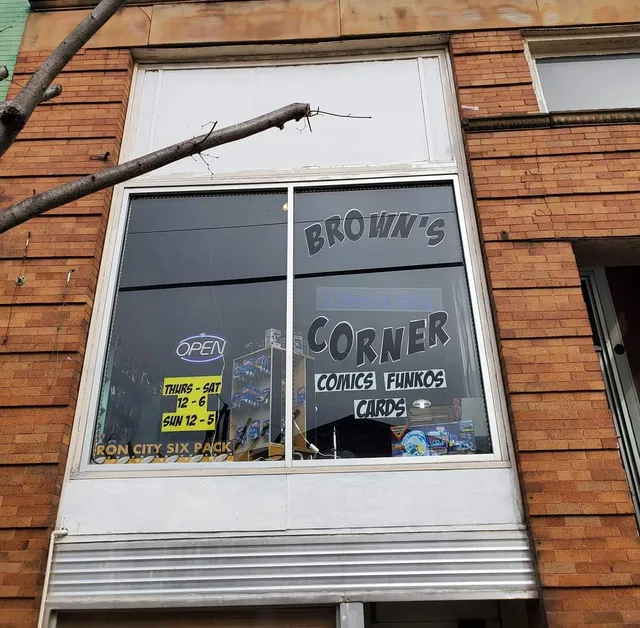 BROWN'S
CORNER
COMICS FUNKOS
CARDS
OPEN
THURS - SAT
12 - 6
SUN 12 - 5
RON CITY SIX PACK